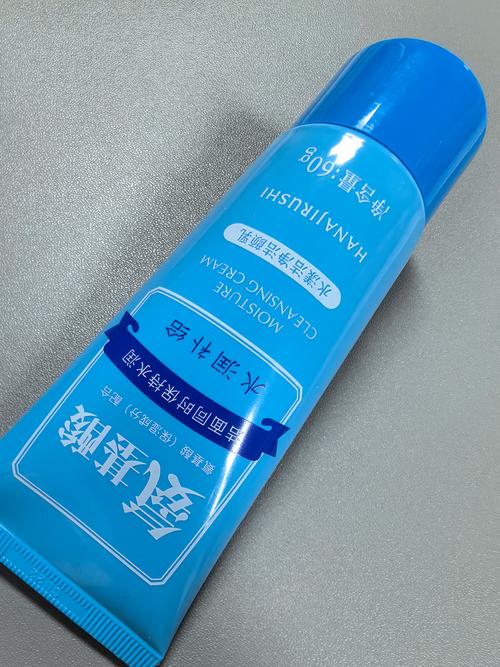 氨基酸
氨基酸（保湿成分）配合
洁面同时保持水润
水润补给
MOISTURE
CLEANSING CREAM
水漾洁净洁颜乳
HANAJIRUSHI
净含量:60g